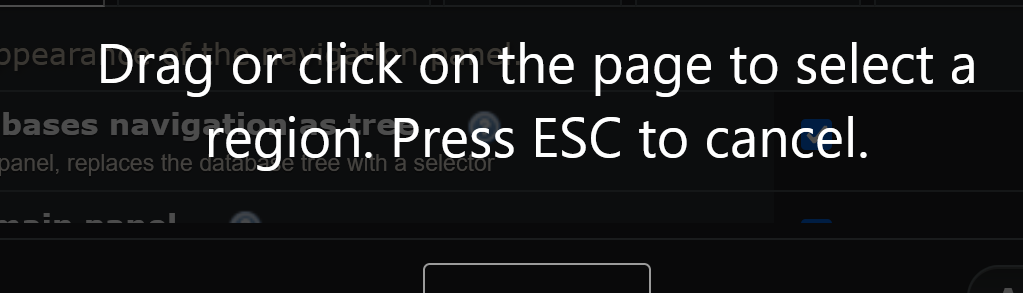 ppearance of the navigation panel.
Drag or click on the page to select a
bases navigation as tree
region. Press ESC to cancel.
panel, replaces the database tree with a selector
main panel